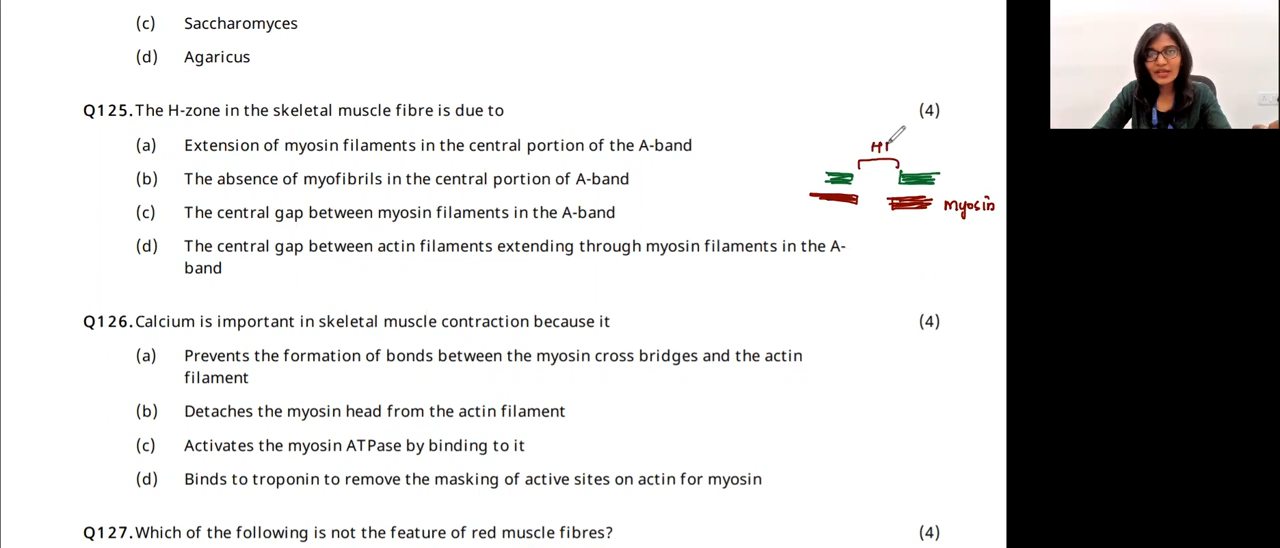 (c) Saccharomyces
(d) Agaricus
Q125. The H-zone in the skeletal muscle fibre is due to (4)
(a) Extension of myosin filaments in the central portion of the A-band
(b) The absence of myofibrils in the central portion of A-band
(c) The central gap between myosin filaments in the A-band
(d) The central gap between actin filaments extending through myosin filaments in the A-
band
H
Myosin
Q126. Calcium is important in skeletal muscle contraction because it (4)
(a) Prevents the formation of bonds between the myosin cross bridges and the actin
filament
(b) Detaches the myosin head from the actin filament
(c) Activates the myosin ATPase by binding to it
(d) Binds to troponin to remove the masking of active sites on actin for myosin
Q127. Which of the following is not the feature of red muscle fibres? (4)